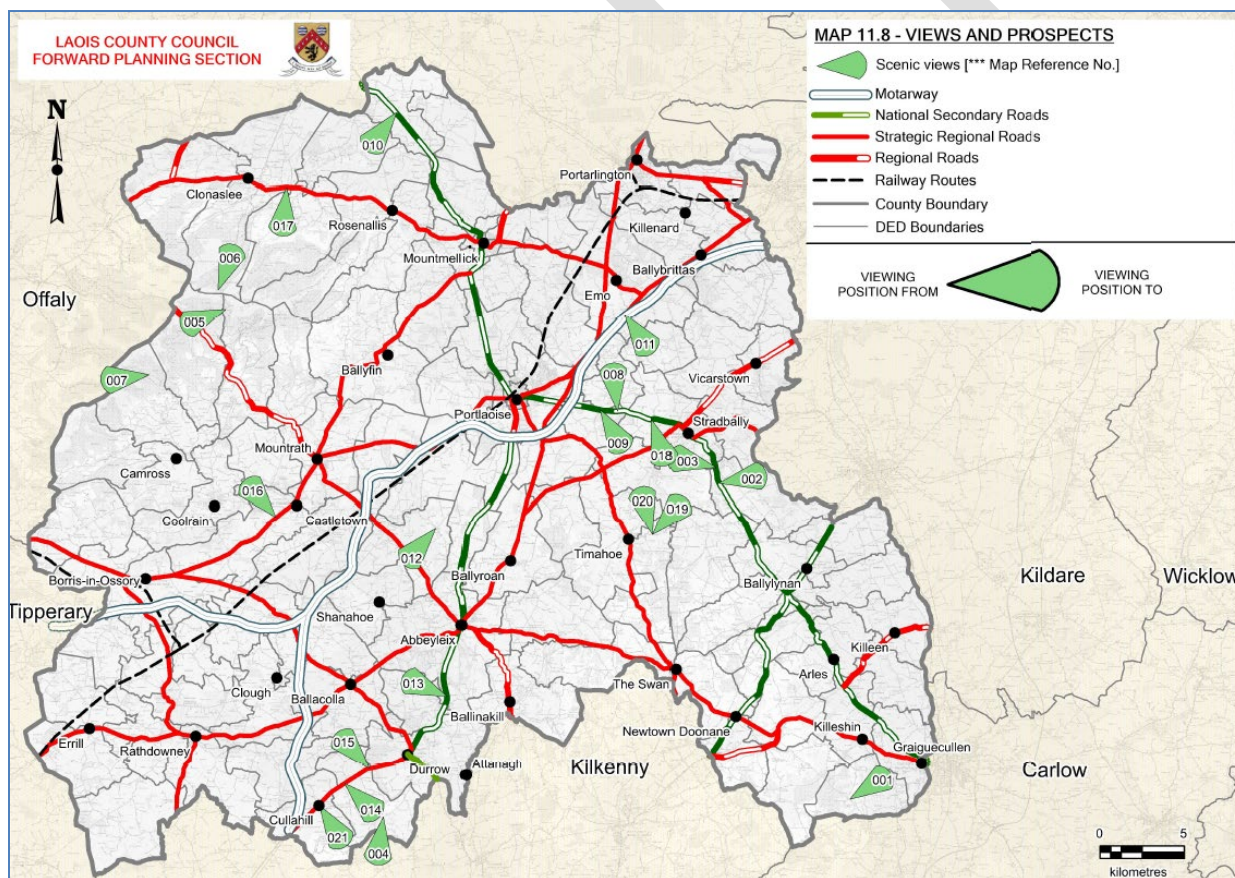 LAOIS COUNTY COUNCIL
FORWARD PLANNING SECTION
MAP 11.8 - VIEWS AND PROSPECTS
Scenic views [*** Map Reference No.]
Motarway
National Secondary Roads
Strategic Regional Roads
Regional Roads
Railway Routes
County Boundary
DED Boundaries
VIEWING
POSITION FROM
VIEWING
POSITION TO
N
010
Portarlington
Clonaslee
017
Rosenallis
Killenard
Mountmellick
006
Ballybrittas
Offaly
Emo
005
011
Ballyfin
007
008
Vicarstown
Portlaoise
Stradbally
009
Mountrath
018
003
Camross
002
016
Coolrain
Castletown
020
019
012
Timahoe
Ballyroan
Borris-in-Ossory
Ballylynan
Kildare
Wicklow
Tipperary
Shanahoe
Abbeyleix
Killeen
Arles
Clough
Ballacolla
013
The Swan
Ballinakill
Newtown Doonane
Killeshin
Errill
Rathdowney
015
Graiguecullen
Durrow
Attanagh
Kilkenny
Carlow
001
Cullahill
014
021
004
0
5
kilometres